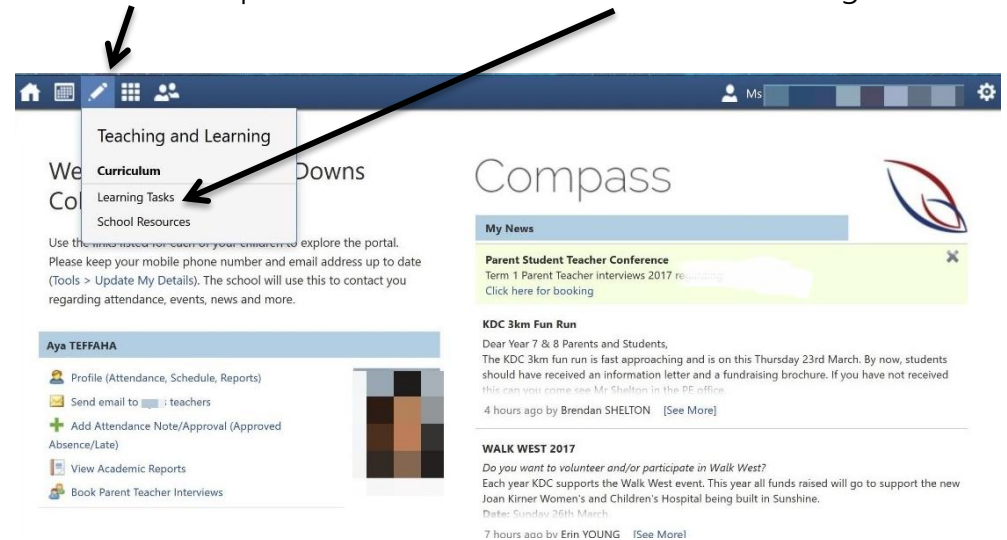 Ms
Teaching and Learning
Curriculum
Learning Tasks
School Resources
We Downs
Col
Use the links listed for each of your children to explore the portal.
Please keep your mobile phone number and email address up to date
(Tools > Update My Details). The school will use this to contact you
regarding attendance, events, news and more.
Aya TEFFAHA
Profile (Attendance, Schedule, Reports)
Send email to teachers
Add Attendance Note/Approval (Approved
Absence/Late)
View Academic Reports
Book Parent Teacher Interviews
Compass
My News
Parent Student Teacher Conference
Term 1 Parent Teacher interviews 2017
Click here for booking
KDC 3km Fun Run
Dear Year 7 & 8 Parents and Students,
The KDC 3km fun run is fast approaching and is on this Thursday 23rd March. By now, students
should have received an information letter and a fundraising brochure. If you have not received
this can you come see Mr Shelton in the PE office.
4 hours ago by Brendan SHELTON [See More]
WALK WEST 2017
Do you want to volunteer and/or participate in Walk West?
Each year KDC supports the Walk West event. This year all funds raised will go to support the new
Joan Kirner Women's and Children's Hospital being built in Sunshine.
Date: Sunday 26th March.
7 hours ago by Erin YOUNG [See More]